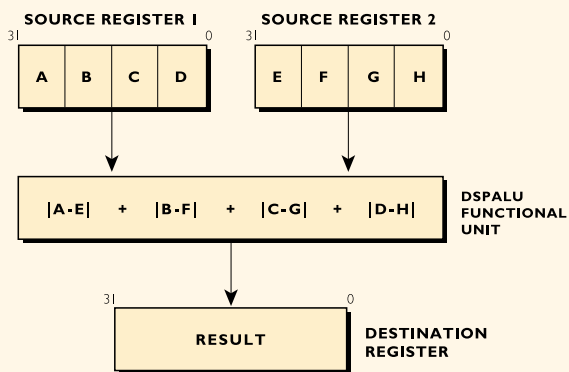 SOURCE REGISTER 1
SOURCE REGISTER 2
31 0
31 0
A B C D
E F G H
|A-E| + |B-F| + |C-G| + |D-H|
DSPALU
FUNCTIONAL
UNIT
31 0
RESULT
DESTINATION
REGISTER